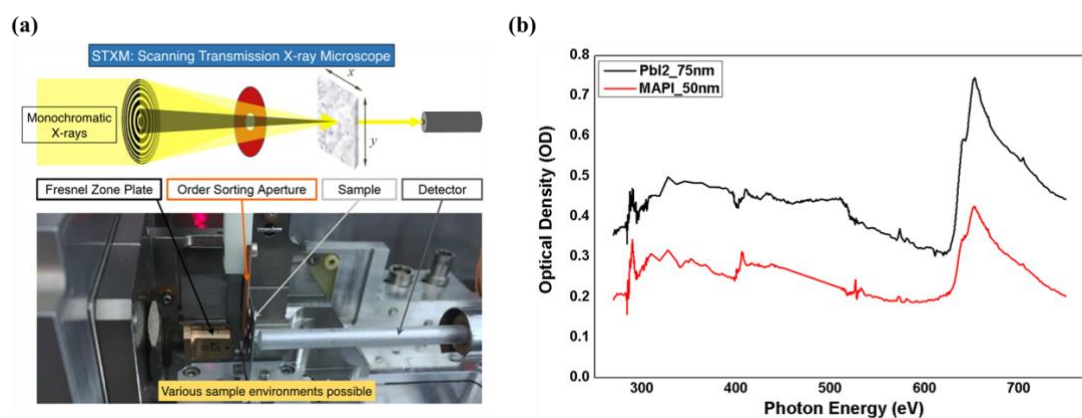 (a)
STXM: Scanning Transmission X-ray Microscope
x
Monochromatic
X-rays
y
Fresnel Zone Plate
Order Sorting Aperture
Sample
Detector
Various sample environments possible
(b)
0.8
0.7
0.6
0.5
0.4
0.3
0.2
0.1
0.0
Optical Density (OD)
PbI2_75nm
MAPI_50nm
300 400 500 600 700
Photon Energy (eV)